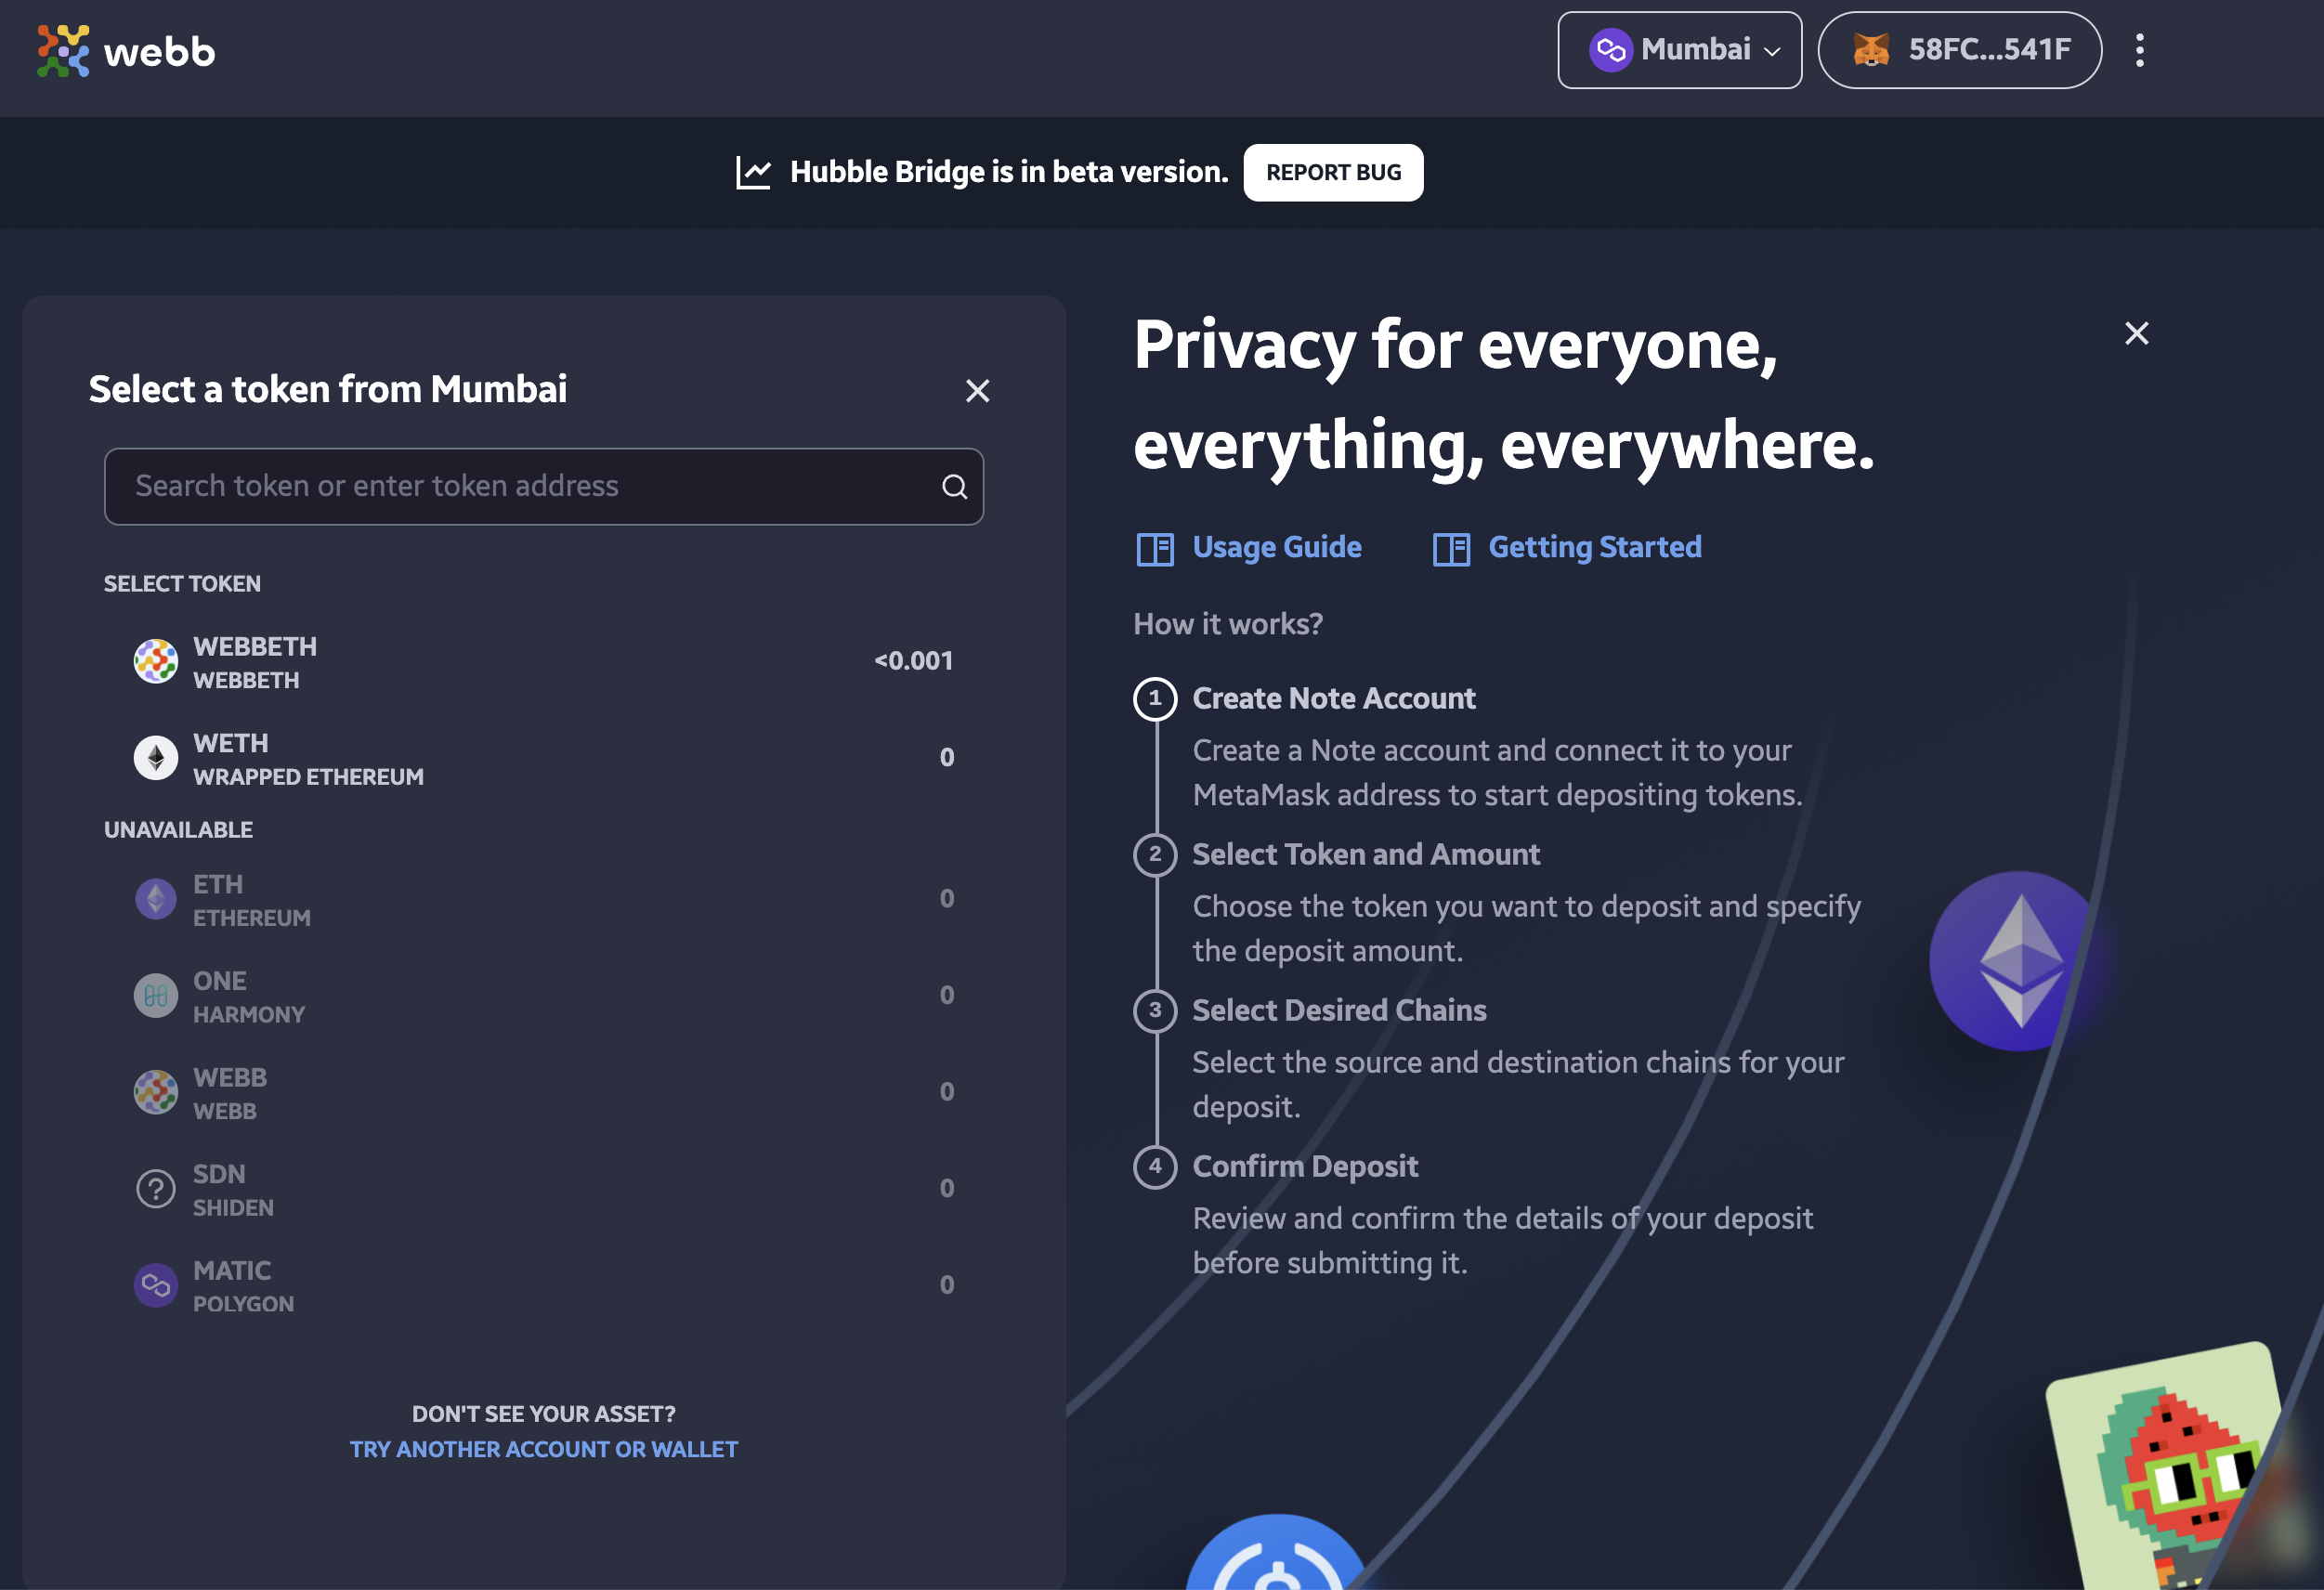 webb
Mumbai
58FC...541F
Hubble Bridge is in beta version.
REPORT BUG
Select a token from Mumbai
Search token or enter token address
SELECT TOKEN
WEBBETH
WEBBETH
<0.001
WETH
WRAPPED ETHEREUM
0
UNAVAILABLE
ETH
ETHEREUM
0
ONE
HARMONY
0
WEBB
WEBB
0
SDN
SHIDEN
0
MATIC
POLYGON
0
DON'T SEE YOUR ASSET?
TRY ANOTHER ACCOUNT OR WALLET
Privacy for everyone,
everything, everywhere.
Usage Guide
Getting Started
How it works?
1 Create Note Account
Create a Note account and connect it to your
MetaMask address to start depositing tokens.
2 Select Token and Amount
Choose the token you want to deposit and specify
the deposit amount.
3 Select Desired Chains
Select the source and destination chains for your
deposit.
4 Confirm Deposit
Review and confirm the details of your deposit
before submitting it.